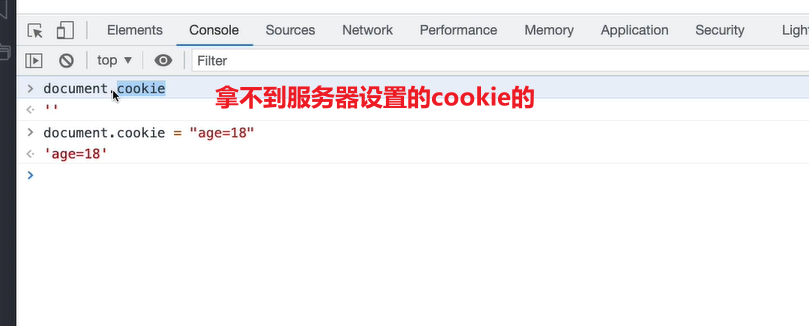 Elements Console Sources Network Performance Memory Application Security Ligh
top ▼ Filter
> document.cookie
拿不到服务器设置的cookie的
<· ''
> document.cookie = "age=18"
<· 'age=18'
>